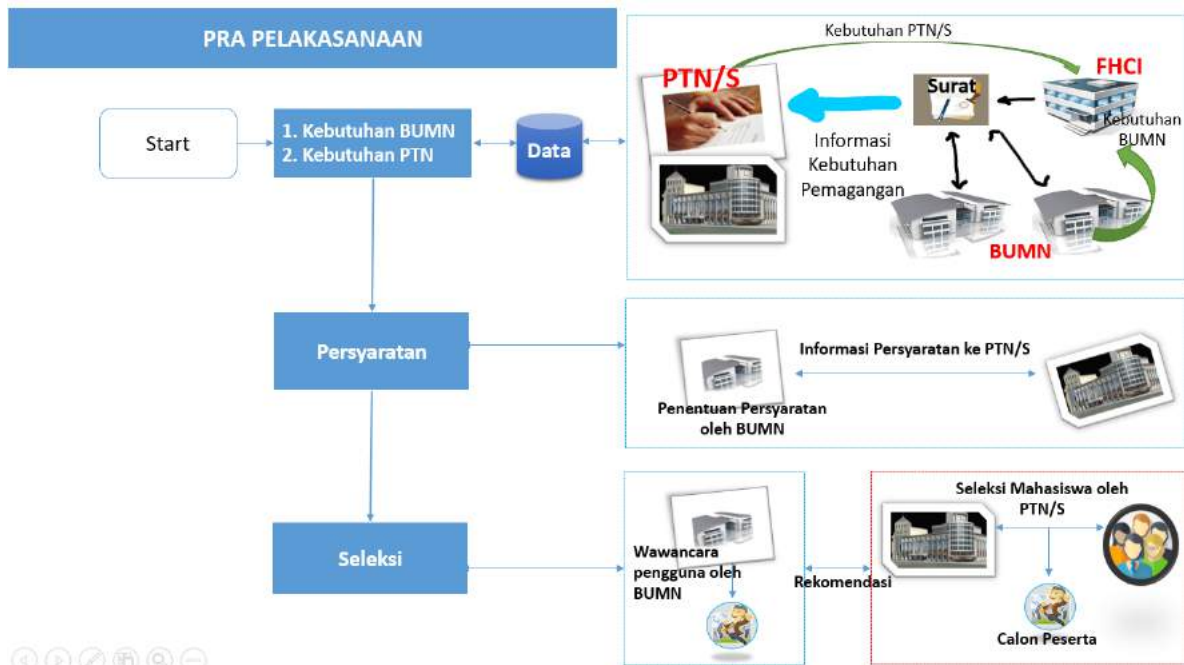 PRA PELAKASANAAN
Start
1. Kebutuhan BUMN
2. Kebutuhan PTN
Data
Kebutuhan PTN/S
PTN/S
FHCI
Surat
Kebutuhan
BUMN
Informasi
Kebutuhan
Pemagangan
BUMN
Persyaratan
Informasi Persyaratan ke PTN/S
Penentuan Persyaratan
oleh BUMN
Seleksi
Wawancara
pengguna oleh
BUMN
Rekomendasi
Seleksi Mahasiswa oleh
PTN/S
Calon Peserta